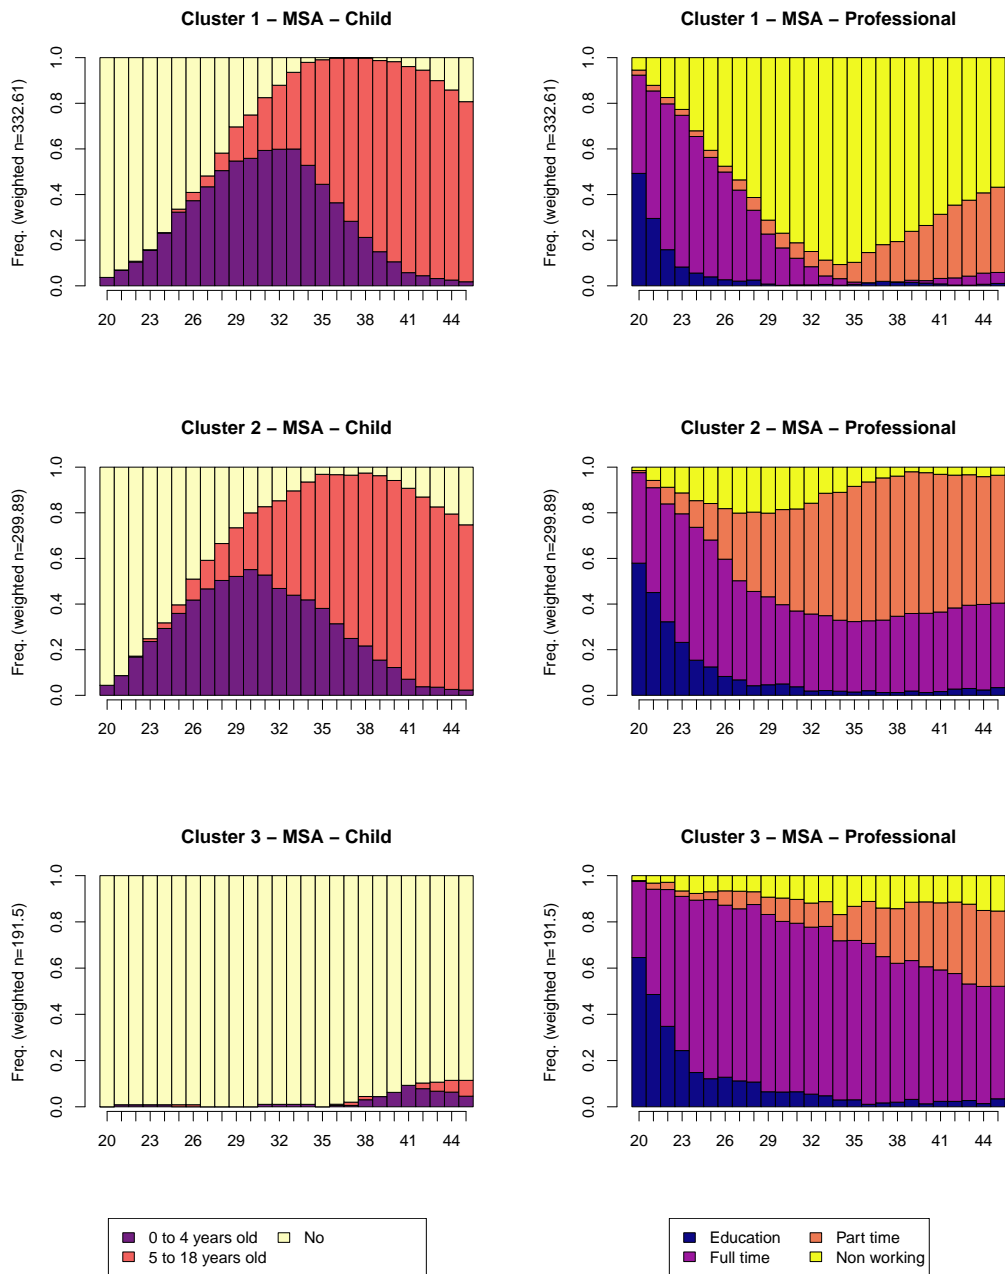 Cluster 1 – MSA – Child
Freq. (weighted n=332.61)
0.0 0.2 0.4 0.6 0.8 1.0
20 23 26 29 32 35 38 41 44
Cluster 1 – MSA – Professional
Freq. (weighted n=332.61)
0.0 0.2 0.4 0.6 0.8 1.0
20 23 26 29 32 35 38 41 44
Cluster 2 – MSA – Child
Freq. (weighted n=299.89)
0.0 0.2 0.4 0.6 0.8 1.0
20 23 26 29 32 35 38 41 44
Cluster 2 – MSA – Professional
Freq. (weighted n=299.89)
0.0 0.2 0.4 0.6 0.8 1.0
20 23 26 29 32 35 38 41 44
Cluster 3 – MSA – Child
Freq. (weighted n=191.5)
0.0 0.2 0.4 0.6 0.8 1.0
20 23 26 29 32 35 38 41 44
Cluster 3 – MSA – Professional
Freq. (weighted n=191.5)
0.0 0.2 0.4 0.6 0.8 1.0
20 23 26 29 32 35 38 41 44
0 to 4 years old No
5 to 18 years old
Education Part time
Full time Non working